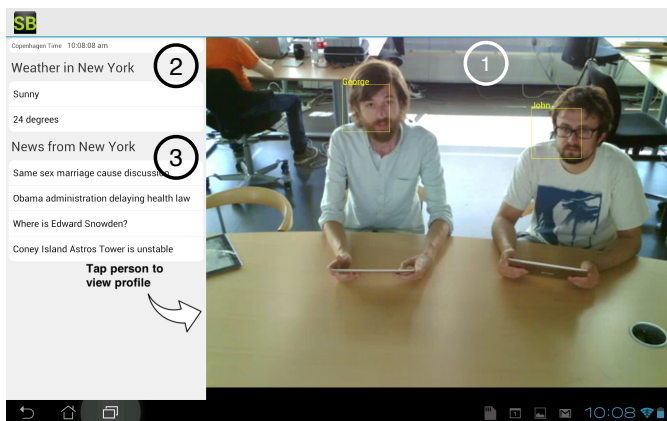 SB
Copenhagen Time 10:08:08 am
Weather in New York
2
Sunny
24 degrees
News from New York
3
Same sex marriage cause discussion
Obama administration delaying health law
Where is Edward Snowden?
Coney Island Astros Tower is unstable
Tap person to
view profile
1
George
John
1
10:08